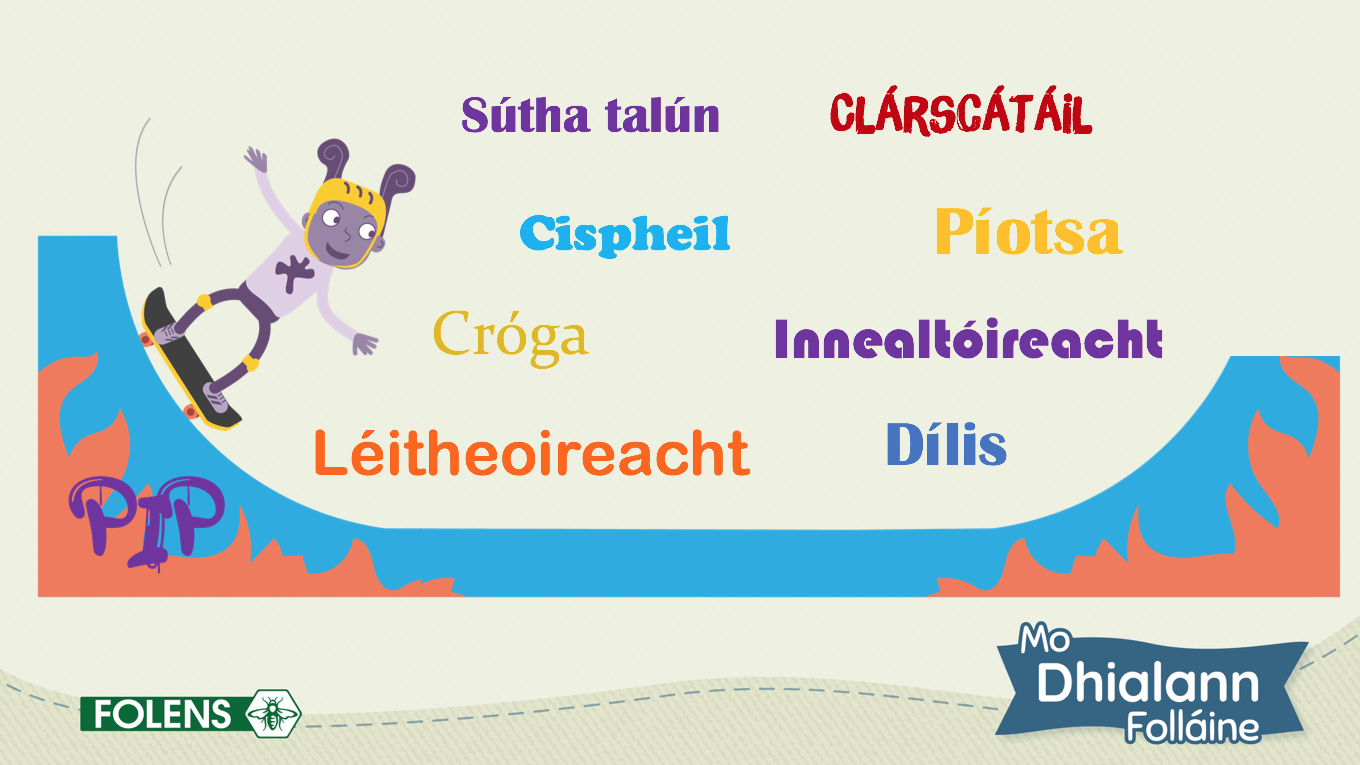 Sútha talún
CLÁRSCÁTÁIL
Cispheil
Píotsa
Cróga
Innealtóireacht
Léitheoireacht
Dílis
PIP
Mo
Dhialann
Folláine
FOLENS